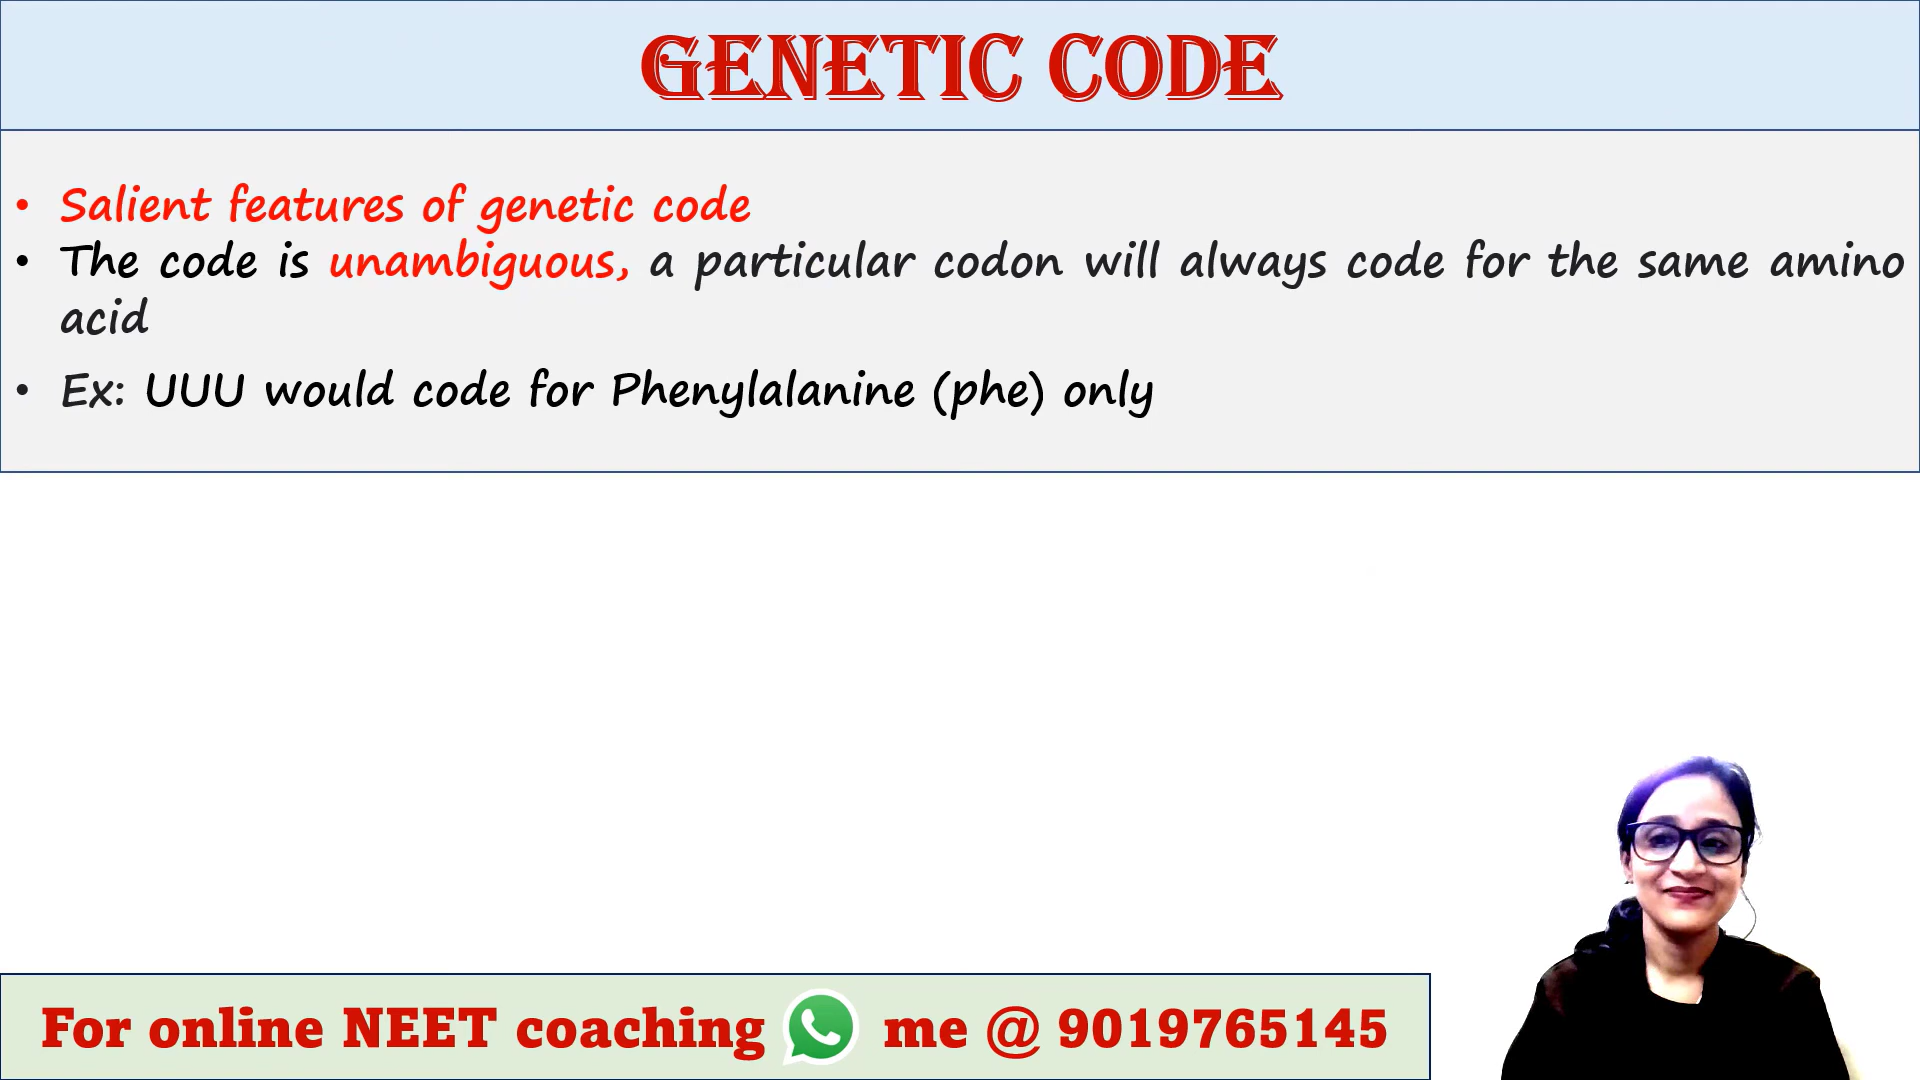 GENETIC CODE
• Salient features of genetic code
• The code is unambiguous, a particular codon will always code for the same amino
acid
• Ex: UUU would code for Phenylalanine (phe) only
For online NEET coaching me @ 9019765145